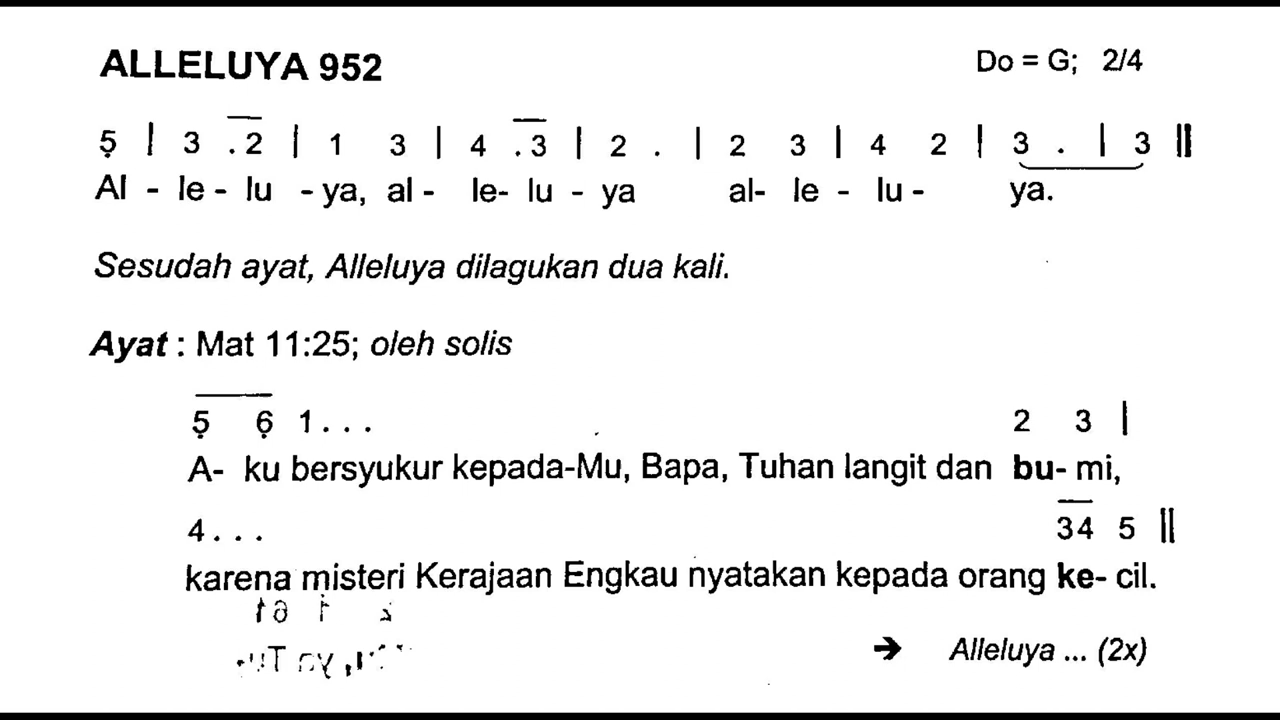 ALLELUYA 952
Do = G; 2/4
5̣ | 3 .2 | 1 3 | 4 .3 | 2 . | 2 3 | 4 2 | 3 . | 3 ||
Al - le - lu - ya, al - le- lu - ya al- le - lu - ya.
Sesudah ayat, Alleluya dilagukan dua kali.
Ayat : Mat 11:25; oleh solis
5̣ 6̣ 1 . . . 2 3 |
A- ku bersyukur kepada-Mu, Bapa, Tuhan langit dan bu- mi,
4 . . . 34 5 ||
karena misteri Kerajaan Engkau nyatakan kepada orang ke- cil.
→ Alleluya ... (2x)